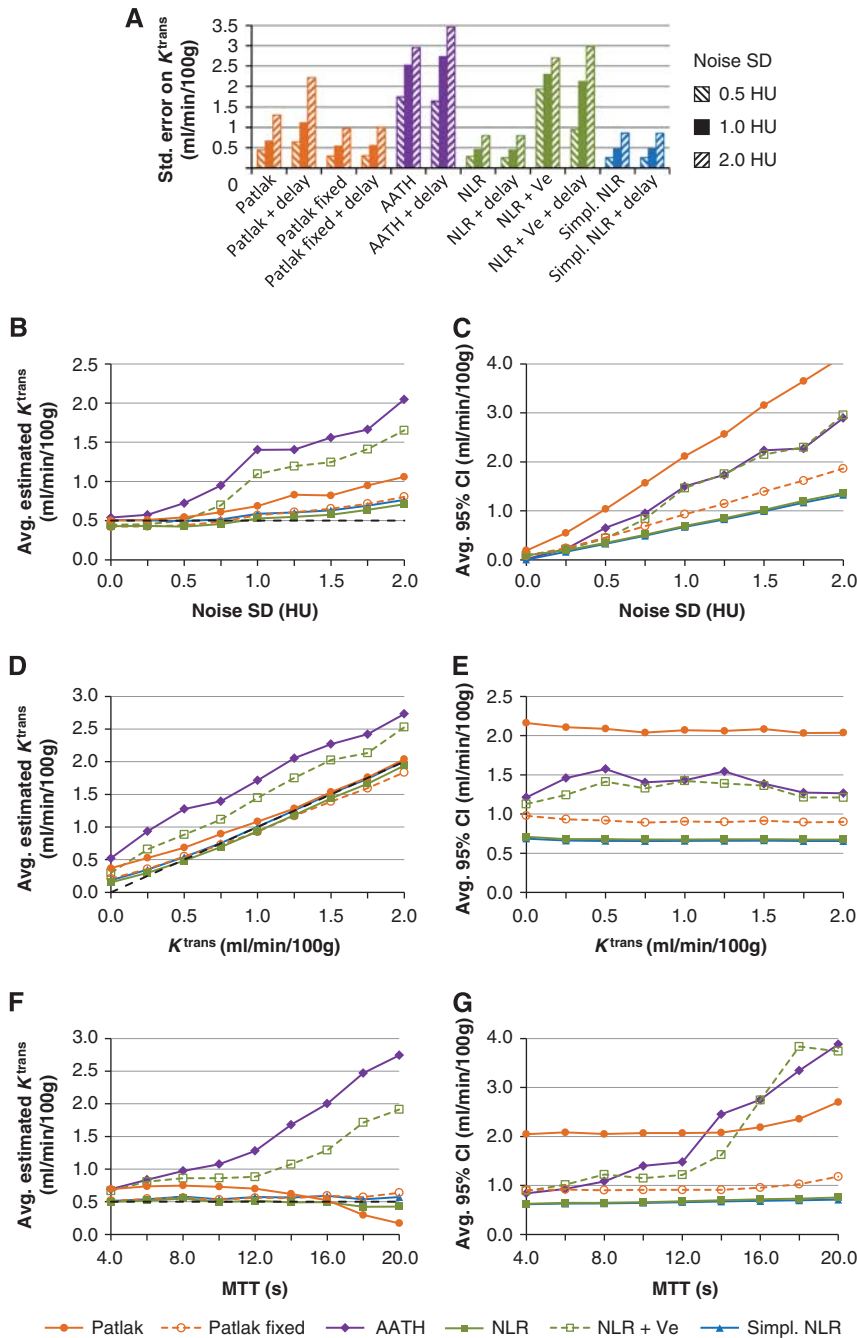 A
Std. error on Ktrans
(ml/min/100g)
3.5
3
2.5
2
1.5
1
0.5
0
Patlak
Patlak + delay
Patlak fixed
Patlak fixed + delay
AATH
AATH + delay
NLR
NLR + delay
NLR + Ve
NLR + Ve + delay
Simpl. NLR
Simpl. NLR + delay
Noise SD
0.5 HU
1.0 HU
2.0 HU
B
Avg. estimated Ktrans
(ml/min/100g)
2.5
2.0
1.5
1.0
0.5
0.0
0.0 0.5 1.0 1.5 2.0
Noise SD (HU)
C
Avg. 95% CI (ml/min/100g)
4.0
3.0
2.0
1.0
0.0
0.0 0.5 1.0 1.5 2.0
Noise SD (HU)
D
Avg. estimated Ktrans
(ml/min/100g)
3.0
2.5
2.0
1.5
1.0
0.5
0.0
0.0 0.5 1.0 1.5 2.0
Ktrans (ml/min/100g)
E
Avg. 95% CI (ml/min/100g)
2.5
2.0
1.5
1.0
0.5
0.0
0.0 0.5 1.0 1.5 2.0
Ktrans (ml/min/100g)
F
Avg. estimated Ktrans
(ml/min/100g)
3.0
2.5
2.0
1.5
1.0
0.5
0.0
4.0 8.0 12.0 16.0 20.0
MTT (s)
G
Avg. 95% CI (ml/min/100g)
4.0
3.0
2.0
1.0
0.0
4.0 8.0 12.0 16.0 20.0
MTT (s)
Patlak Patlak fixed AATH NLR NLR + Ve Simpl. NLR